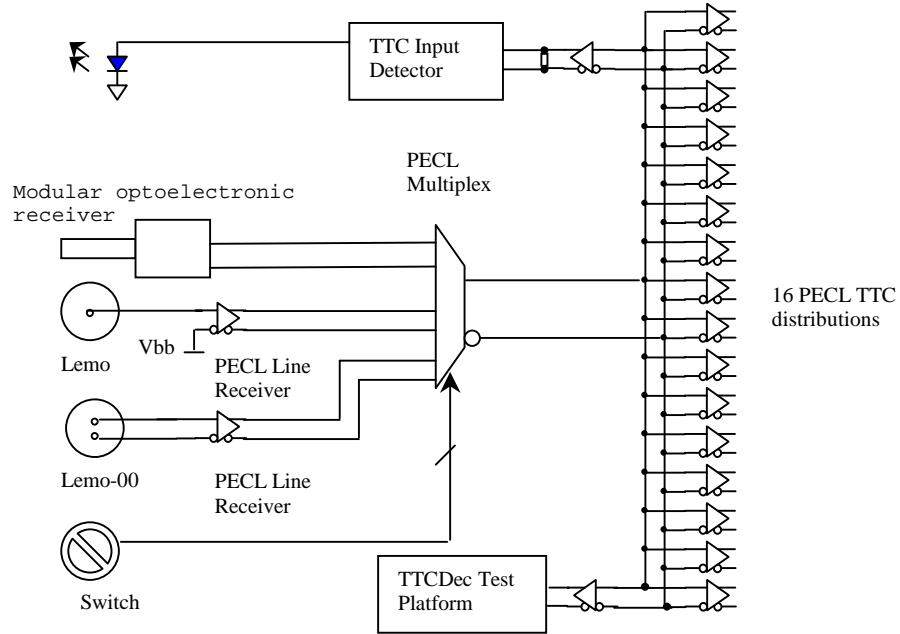 TTC Input
Detector
PECL
Multiplex
Modular optoelectronic
receiver
16 PECL TTC
distributions
Vbb
Lemo
PECL Line
Receiver
Lemo-00
PECL Line
Receiver
TTCDec Test
Platform
Switch